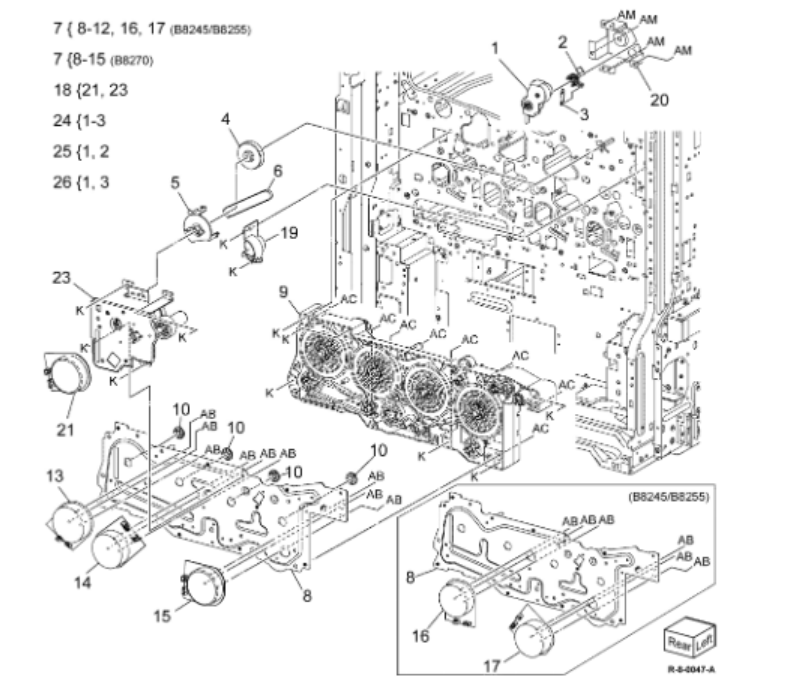 7 { 8-12, 16, 17 (B8245/B8255)
7 {8-15 (B8270)
18 {21, 23
24 {1-3
25 {1, 2
26 {1, 3
1
2
3
AM
AM
AM
AM
20
4
5
6
19
K
K
23
K
K
K
K
21
9
K
K
AC
AC
AC
AC
AC
AC
AC
AC
K
K
K
K
10
AB
AB
10
AB
AB AB AB
10
10
AB
AB
AB
13
14
15
8
(B8245/B8255)
AB AB AB
AB
AB
AB
8
16
17
Rear Left
R-8-0047-A